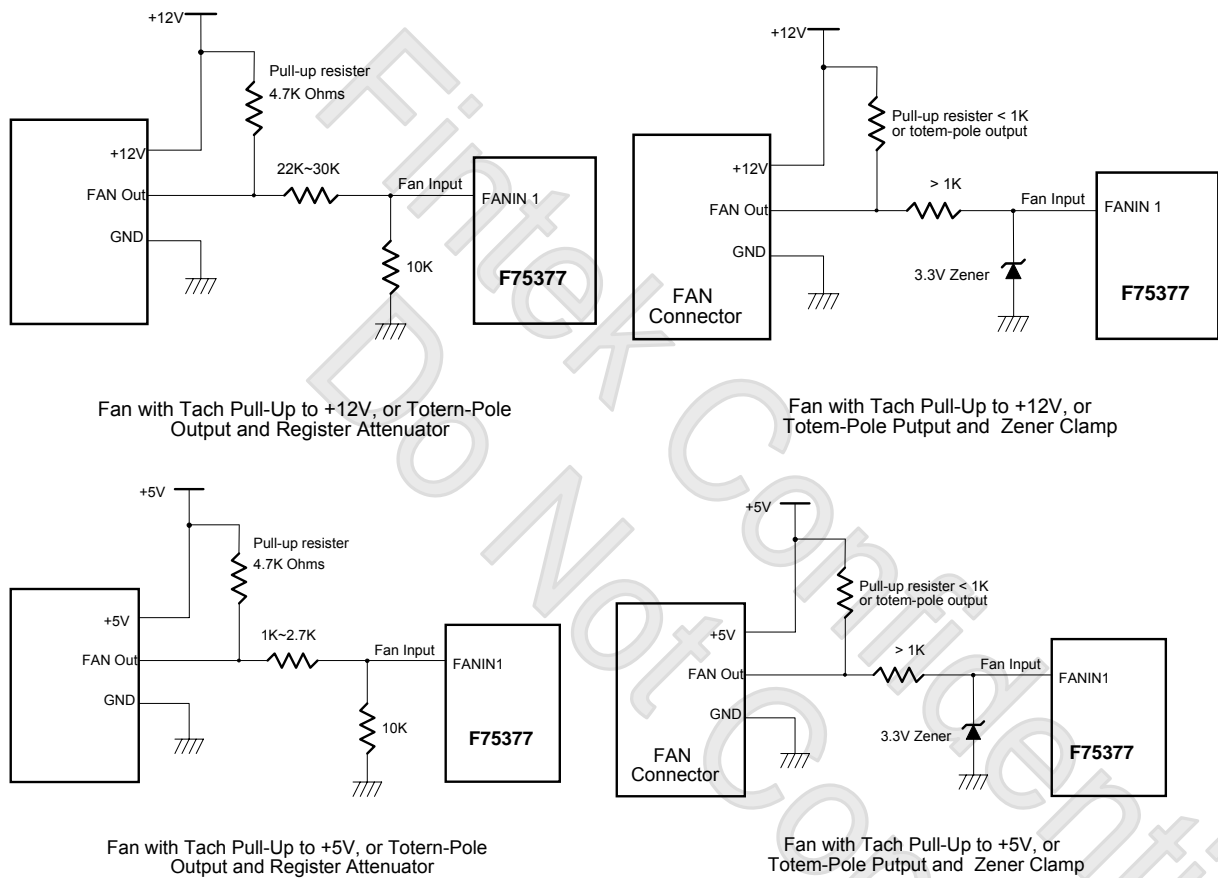 +12V
Pull-up resister
4.7K Ohms
+12V
FAN Out
GND
22K~30K
Fan Input
10K
FANIN 1
F75377
Fan with Tach Pull-Up to +12V, or Totern-Pole
Output and Register Attenuator
+12V
Pull-up resister < 1K
or totem-pole output
+12V
FAN Out
GND
FAN
Connector
> 1K
Fan Input
3.3V Zener
FANIN 1
F75377
Fan with Tach Pull-Up to +12V, or
Totem-Pole Putput and Zener Clamp
+5V
Pull-up resister
4.7K Ohms
+5V
FAN Out
GND
1K~2.7K
Fan Input
10K
FANIN1
F75377
Fan with Tach Pull-Up to +5V, or Totern-Pole
Output and Register Attenuator
+5V
Pull-up resister < 1K
or totem-pole output
+5V
FAN Out
GND
FAN
Connector
> 1K
Fan Input
3.3V Zener
FANIN1
F75377
Fan with Tach Pull-Up to +5V, or
Totem-Pole Putput and Zener Clamp
Fintek Confidenti
Do Not Co